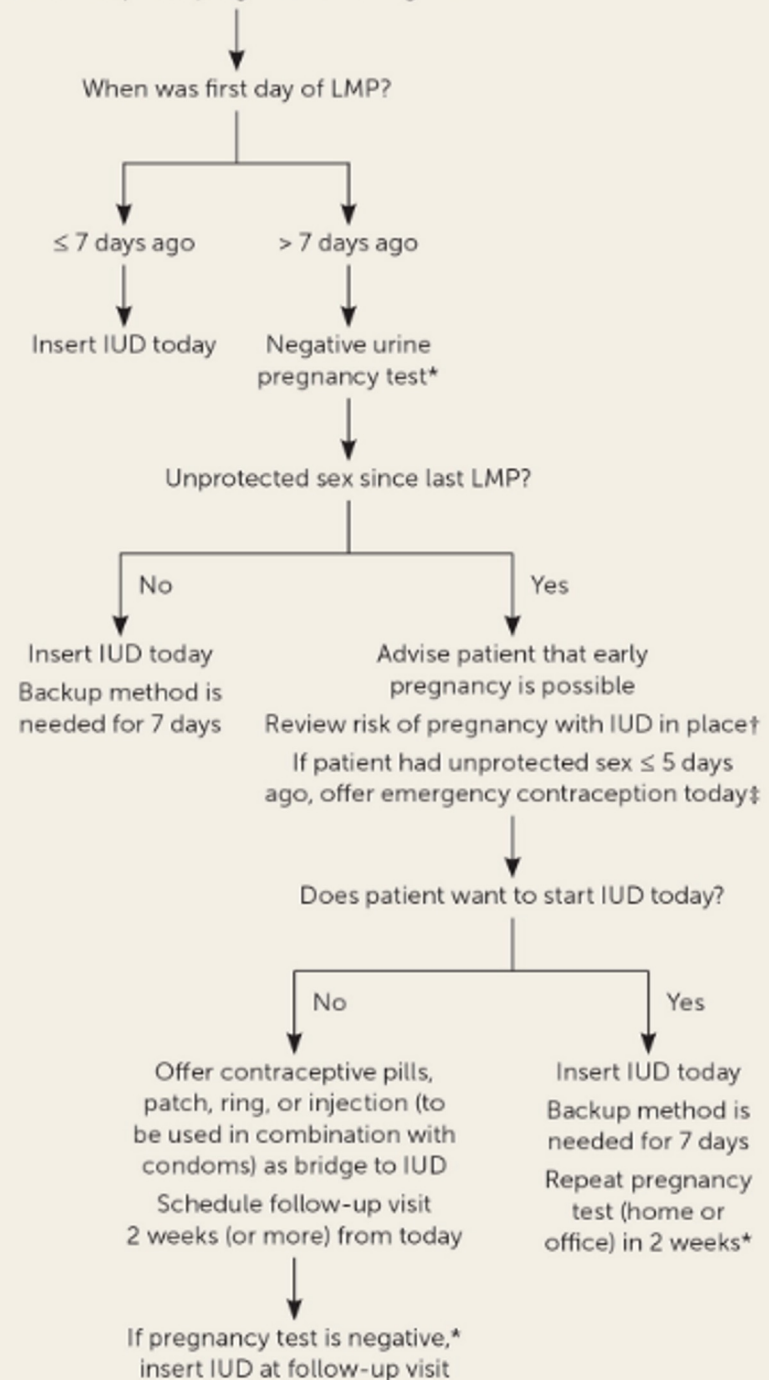 When was first day of LMP?
≤ 7 days ago
> 7 days ago
Insert IUD today
Negative urine
pregnancy test*
Unprotected sex since last LMP?
No
Yes
Insert IUD today
Backup method is
needed for 7 days
Advise patient that early
pregnancy is possible
Review risk of pregnancy with IUD in place†
If patient had unprotected sex ≤ 5 days
ago, offer emergency contraception today‡
Does patient want to start IUD today?
No
Yes
Offer contraceptive pills,
patch, ring, or injection (to
be used in combination with
condoms) as bridge to IUD
Schedule follow-up visit
2 weeks (or more) from today
Insert IUD today
Backup method is
needed for 7 days
Repeat pregnancy
test (home or
office) in 2 weeks*
If pregnancy test is negative,*
insert IUD at follow-up visit